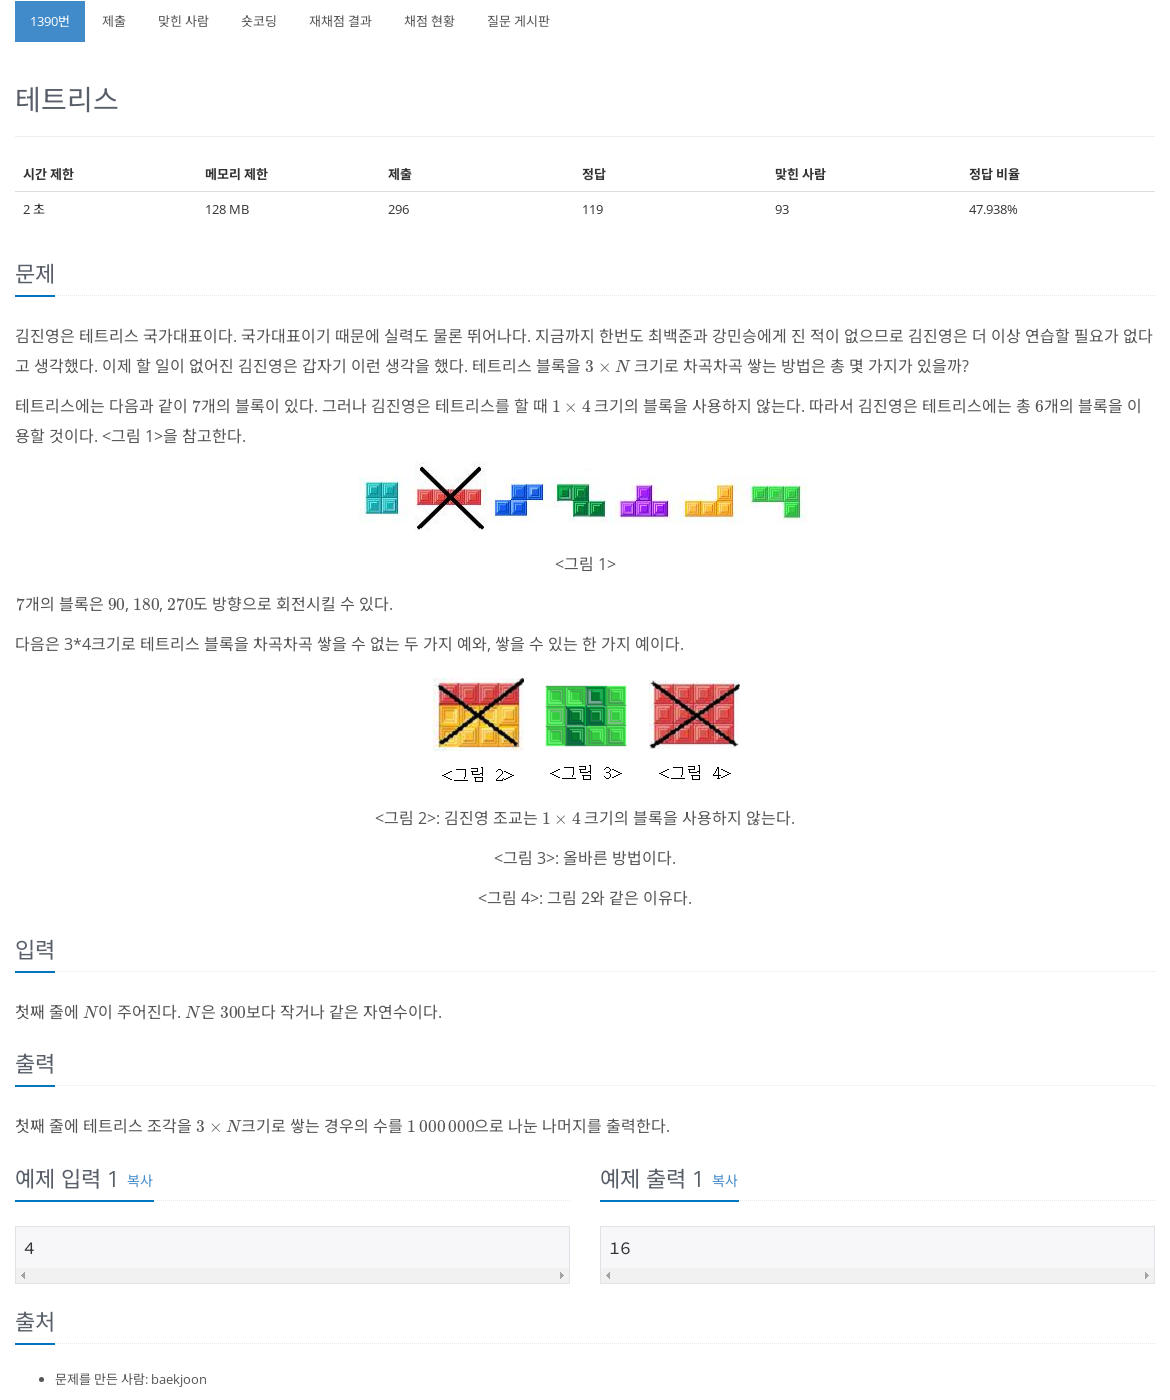 1390번 제출 맞힌 사람 숏코딩 재채점 결과 채점 현황 질문 게시판
테트리스
시간 제한 메모리 제한 제출 정답 맞힌 사람 정답 비율
2 초 128 MB 296 119 93 47.938%
문제
김진영은 테트리스 국가대표이다. 국가대표이기 때문에 실력도 물론 뛰어나다. 지금까지 한번도 최백준과 강민승에게 진 적이 없으므로 김진영은 더 이상 연습할 필요가 없다
고 생각했다. 이제 할 일이 없어진 김진영은 갑자기 이런 생각을 했다. 테트리스 블록을 3 × N 크기로 차곡차곡 쌓는 방법은 총 몇 가지가 있을까?
테트리스에는 다음과 같이 7개의 블록이 있다. 그러나 김진영은 테트리스를 할 때 1 × 4 크기의 블록을 사용하지 않는다. 따라서 김진영은 테트리스에는 총 6개의 블록을 이
용할 것이다. <그림 1>을 참고한다.
<그림 1>
7개의 블록은 90, 180, 270도 방향으로 회전시킬 수 있다.
다음은 3*4크기로 테트리스 블록을 차곡차곡 쌓을 수 없는 두 가지 예와, 쌓을 수 있는 한 가지 예이다.
<그림 2> <그림 3> <그림 4>
<그림 2>: 김진영 조교는 1 × 4 크기의 블록을 사용하지 않는다.
<그림 3>: 올바른 방법이다.
<그림 4>: 그림 2와 같은 이유다.
입력
첫째 줄에 N이 주어진다. N은 300보다 작거나 같은 자연수이다.
출력
첫째 줄에 테트리스 조각을 3 × N크기로 쌓는 경우의 수를 1 000 000으로 나눈 나머지를 출력한다.
예제 입력 1 복사
4
예제 출력 1 복사
16
출처
문제를 만든 사람: baekjoon